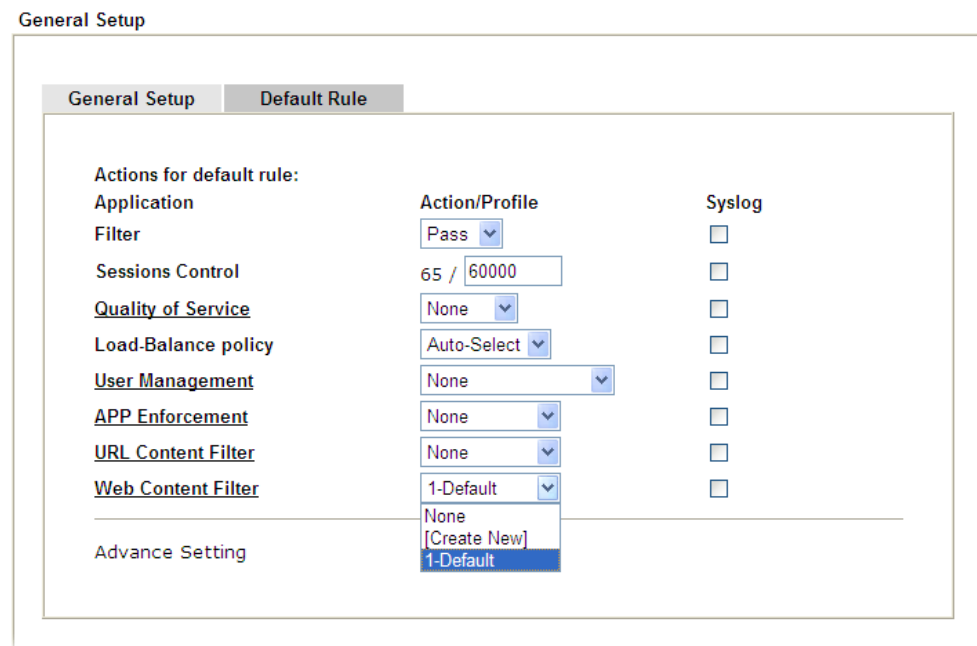 General Setup
General Setup Default Rule
Actions for default rule:
Application Action/Profile Syslog
Filter Pass
Sessions Control 65 / 60000
Quality of Service None
Load-Balance policy Auto-Select
User Management None
APP Enforcement None
URL Content Filter None
Web Content Filter 1-Default
None
[Create New]
1-Default
Advance Setting